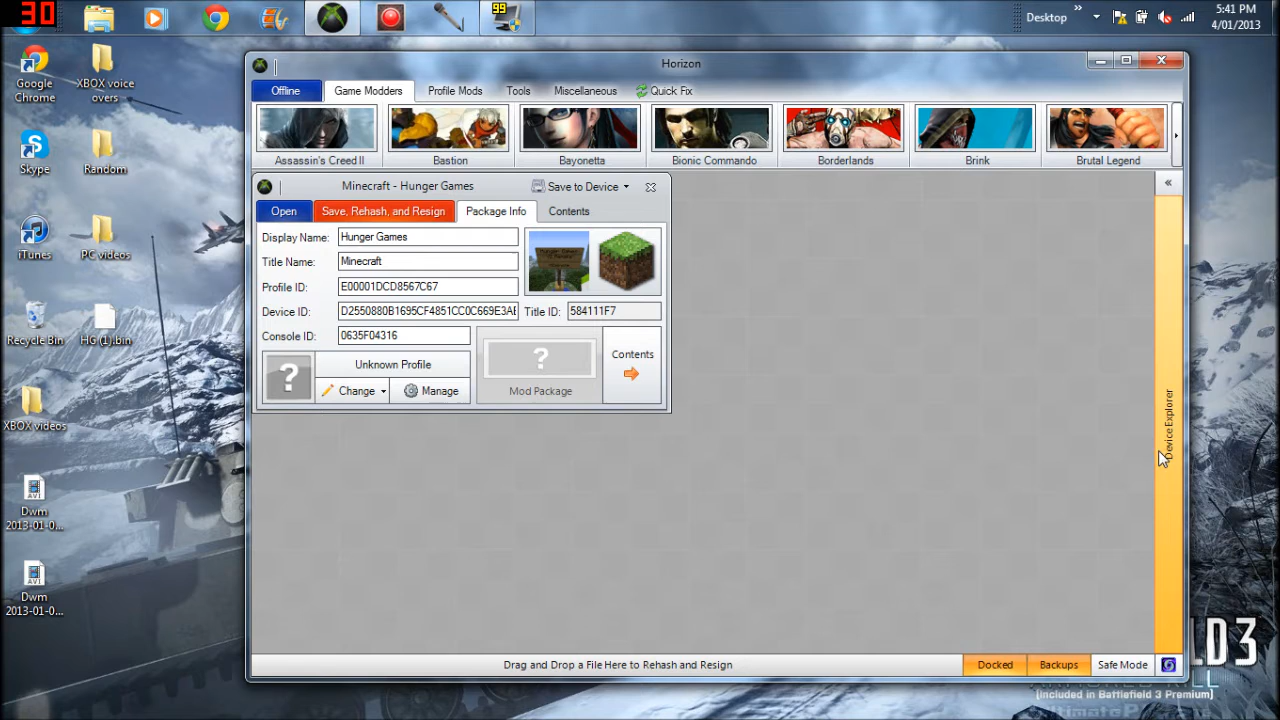 30
99
Desktop
»
5:41 PM
4/01/2013
Google Chrome
XBOX voice overs
Skype
Random
iTunes
PC videos
Recycle Bin
HG (1).bin
XBOX videos
Dwm 2013-01-0...
Dwm 2013-01-0...
Horizon
Offline
Game Modders
Profile Mods
Tools
Miscellaneous
Quick Fix
Assassin's Creed II
Bastion
Bayonetta
Bionic Commando
Borderlands
Brink
Brutal Legend
Minecraft - Hunger Games
Save to Device
Open
Save, Rehash, and Resign
Package Info
Contents
Display Name: Hunger Games
Title Name: Minecraft
Profile ID: E00001DCD8567C67
Device ID: D2550880B1695CF4851CC0C669E3AE
Title ID: 584111F7
Console ID: 0635F04316
Unknown Profile
?
Change
Manage
?
Mod Package
Contents
«
Device Explorer
Drag and Drop a File Here to Rehash and Resign
Docked
Backups
Safe Mode
LD3
(Included in Battlefield 3 Premium)